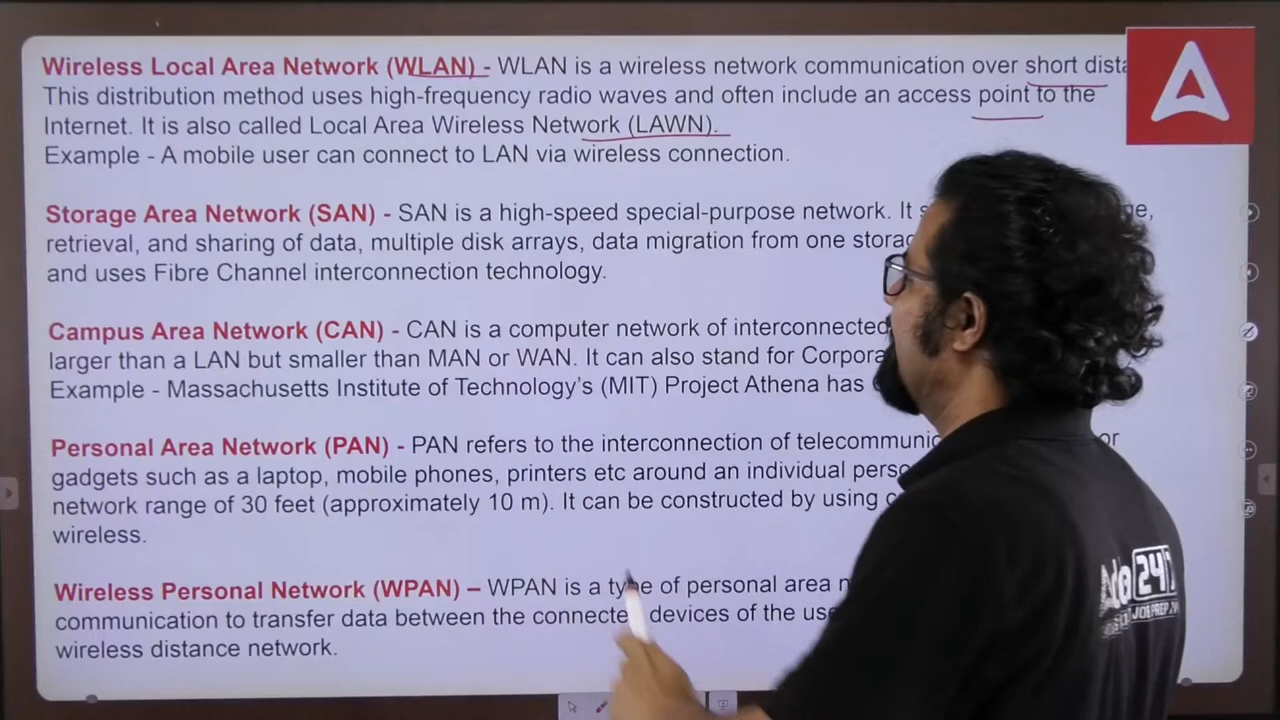 Wireless Local Area Network (WLAN) - WLAN is a wireless network communication over short
This distribution method uses high-frequency radio waves and often include an access point to the
Internet. It is also called Local Area Wireless Network (LAWN).
Example - A mobile user can connect to LAN via wireless connection.
Storage Area Network (SAN) - SAN is a high-speed special-purpose network. It
retrieval, and sharing of data, multiple disk arrays, data migration from one
and uses Fibre Channel interconnection technology.
Campus Area Network (CAN) - CAN is a computer network of interconnected
larger than a LAN but smaller than MAN or WAN. It can also stand for
Example - Massachusetts Institute of Technology's (MIT) Project Athena has
Personal Area Network (PAN) - PAN refers to the interconnection of or
gadgets such as a laptop, mobile phones, printers etc around an individual
network range of 30 feet (approximately 10 m). It can be constructed by using
wireless.
Wireless Personal Network (WPAN) – WPAN is a type of personal area
communication to transfer data between the connected devices of the
wireless distance network.
24